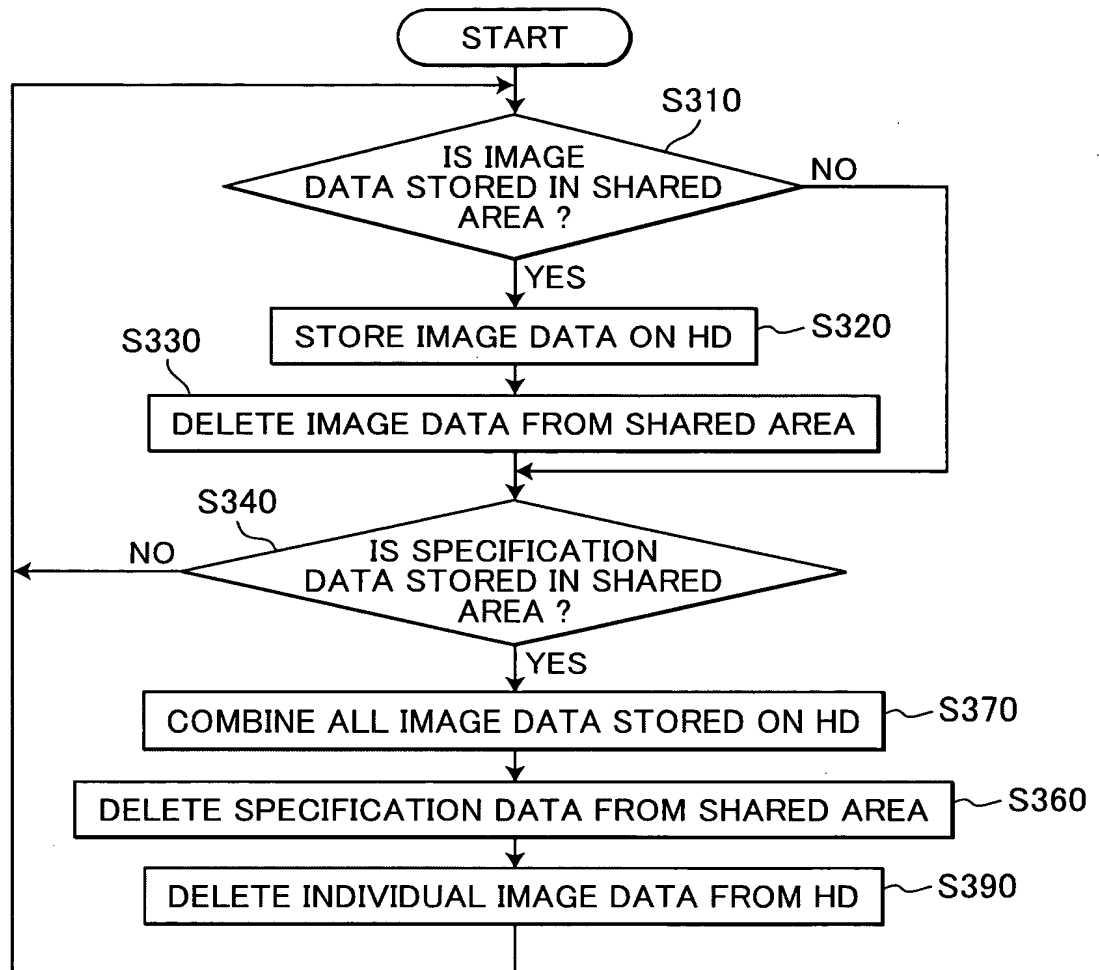 START
S310
IS IMAGE
DATA STORED IN SHARED
AREA ?
NO
YES
STORE IMAGE DATA ON HD
S320
S330
DELETE IMAGE DATA FROM SHARED AREA
S340
IS SPECIFICATION
DATA STORED IN SHARED
AREA ?
NO
YES
COMBINE ALL IMAGE DATA STORED ON HD
S370
DELETE SPECIFICATION DATA FROM SHARED AREA
S360
DELETE INDIVIDUAL IMAGE DATA FROM HD
S390